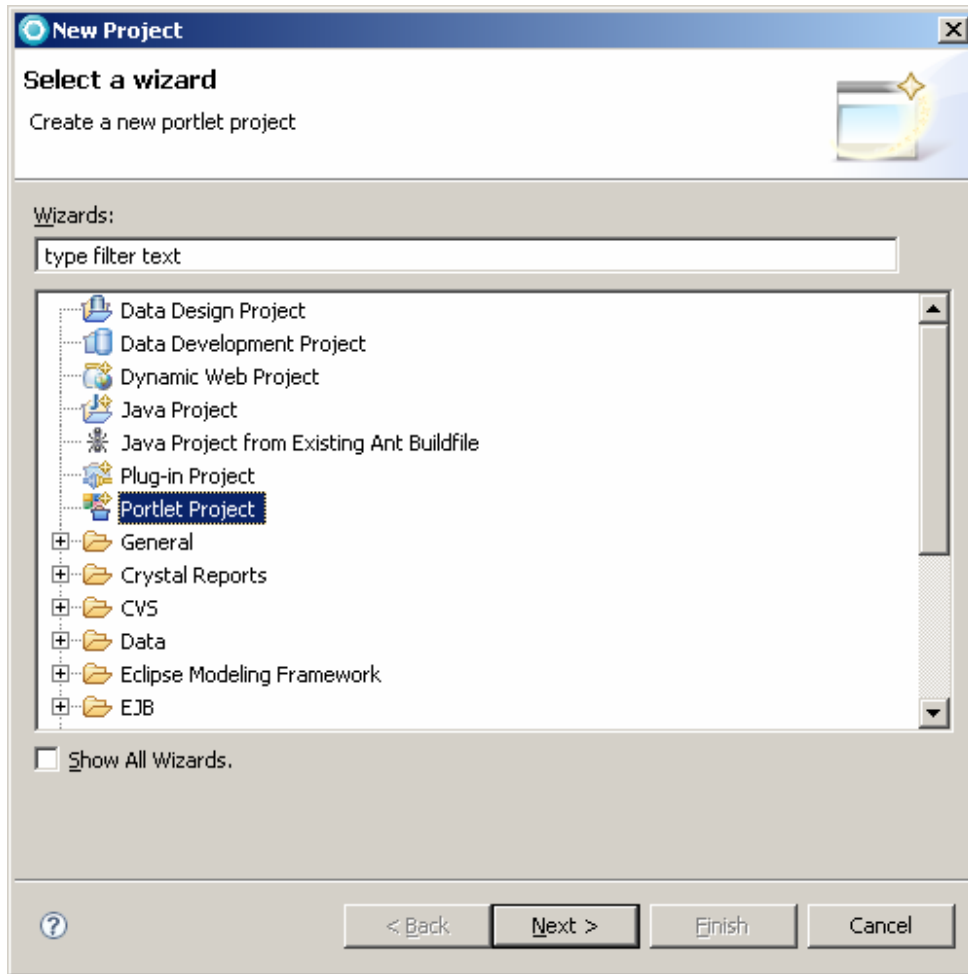 New Project
Select a wizard
Create a new portlet project
Wizards:
type filter text
Data Design Project
Data Development Project
Dynamic Web Project
Java Project
Java Project from Existing Ant Buildfile
Plug-in Project
Portlet Project
General
Crystal Reports
CVS
Data
Eclipse Modeling Framework
EJB
Show All Wizards.
? < Back Next > Finish Cancel